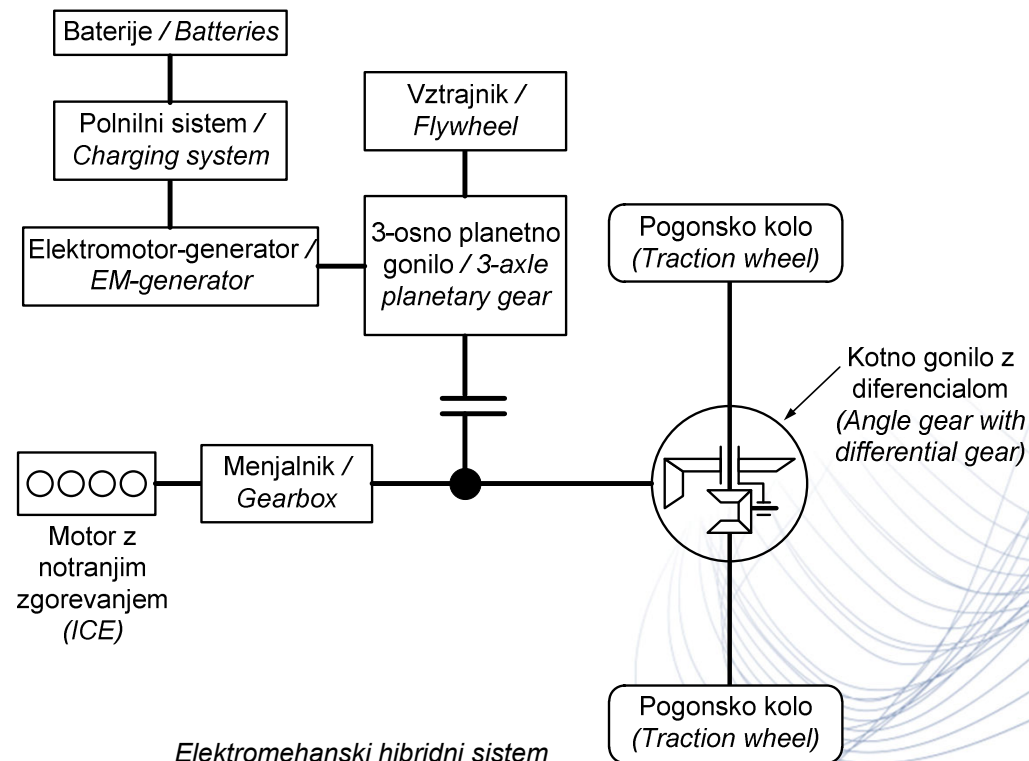 Baterije / Batteries
Polnilni sistem /
Charging system
Vztrajnik /
Flywheel
Elektromotor-generator /
EM-generator
3-osno planetno
gonilo / 3-axle
planetary gear
Pogonsko kolo
(Traction wheel)
Kotno gonilo z
diferencialom
(Angle gear with
differential gear)
Menjalnik /
Gearbox
Motor z
notranjim
zgorevanjem
(ICE)
Pogonsko kolo
(Traction wheel)
Elektromehanski hibridni sistem